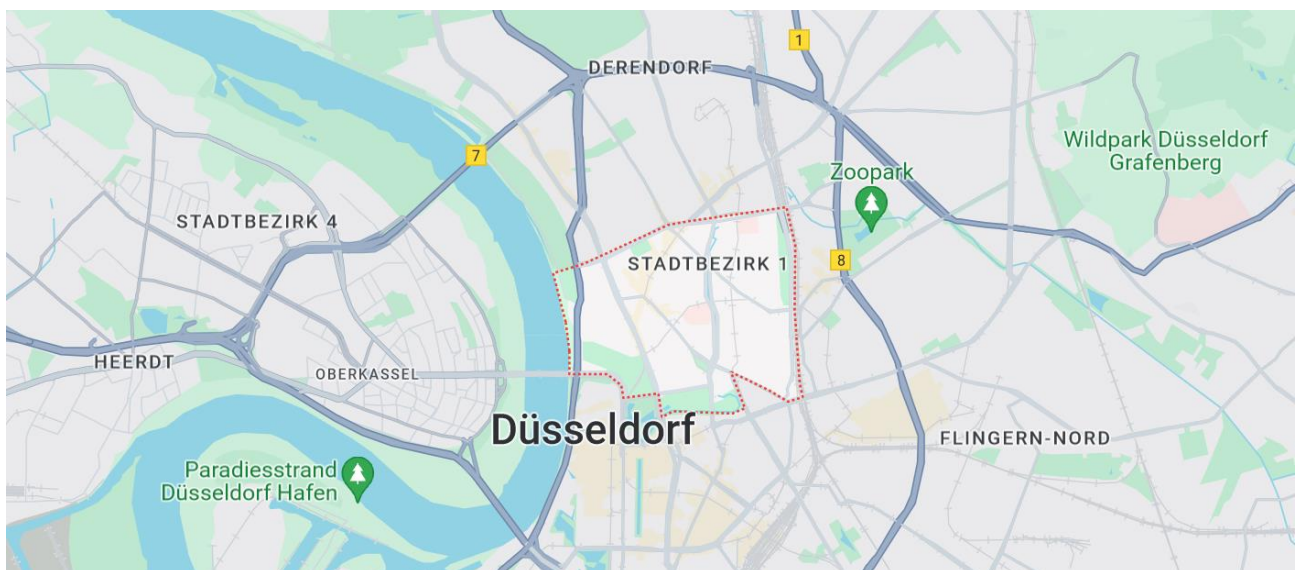 1
DERENDORF
Wildpark Düsseldorf
Grafenberg
7
Zoopark
STADTBEZIRK 4
STADTBEZIRK 1
8
HEERDT
OBERKASSEL
Düsseldorf
FLINGERN-NORD
Paradiesstrand
Düsseldorf Hafen